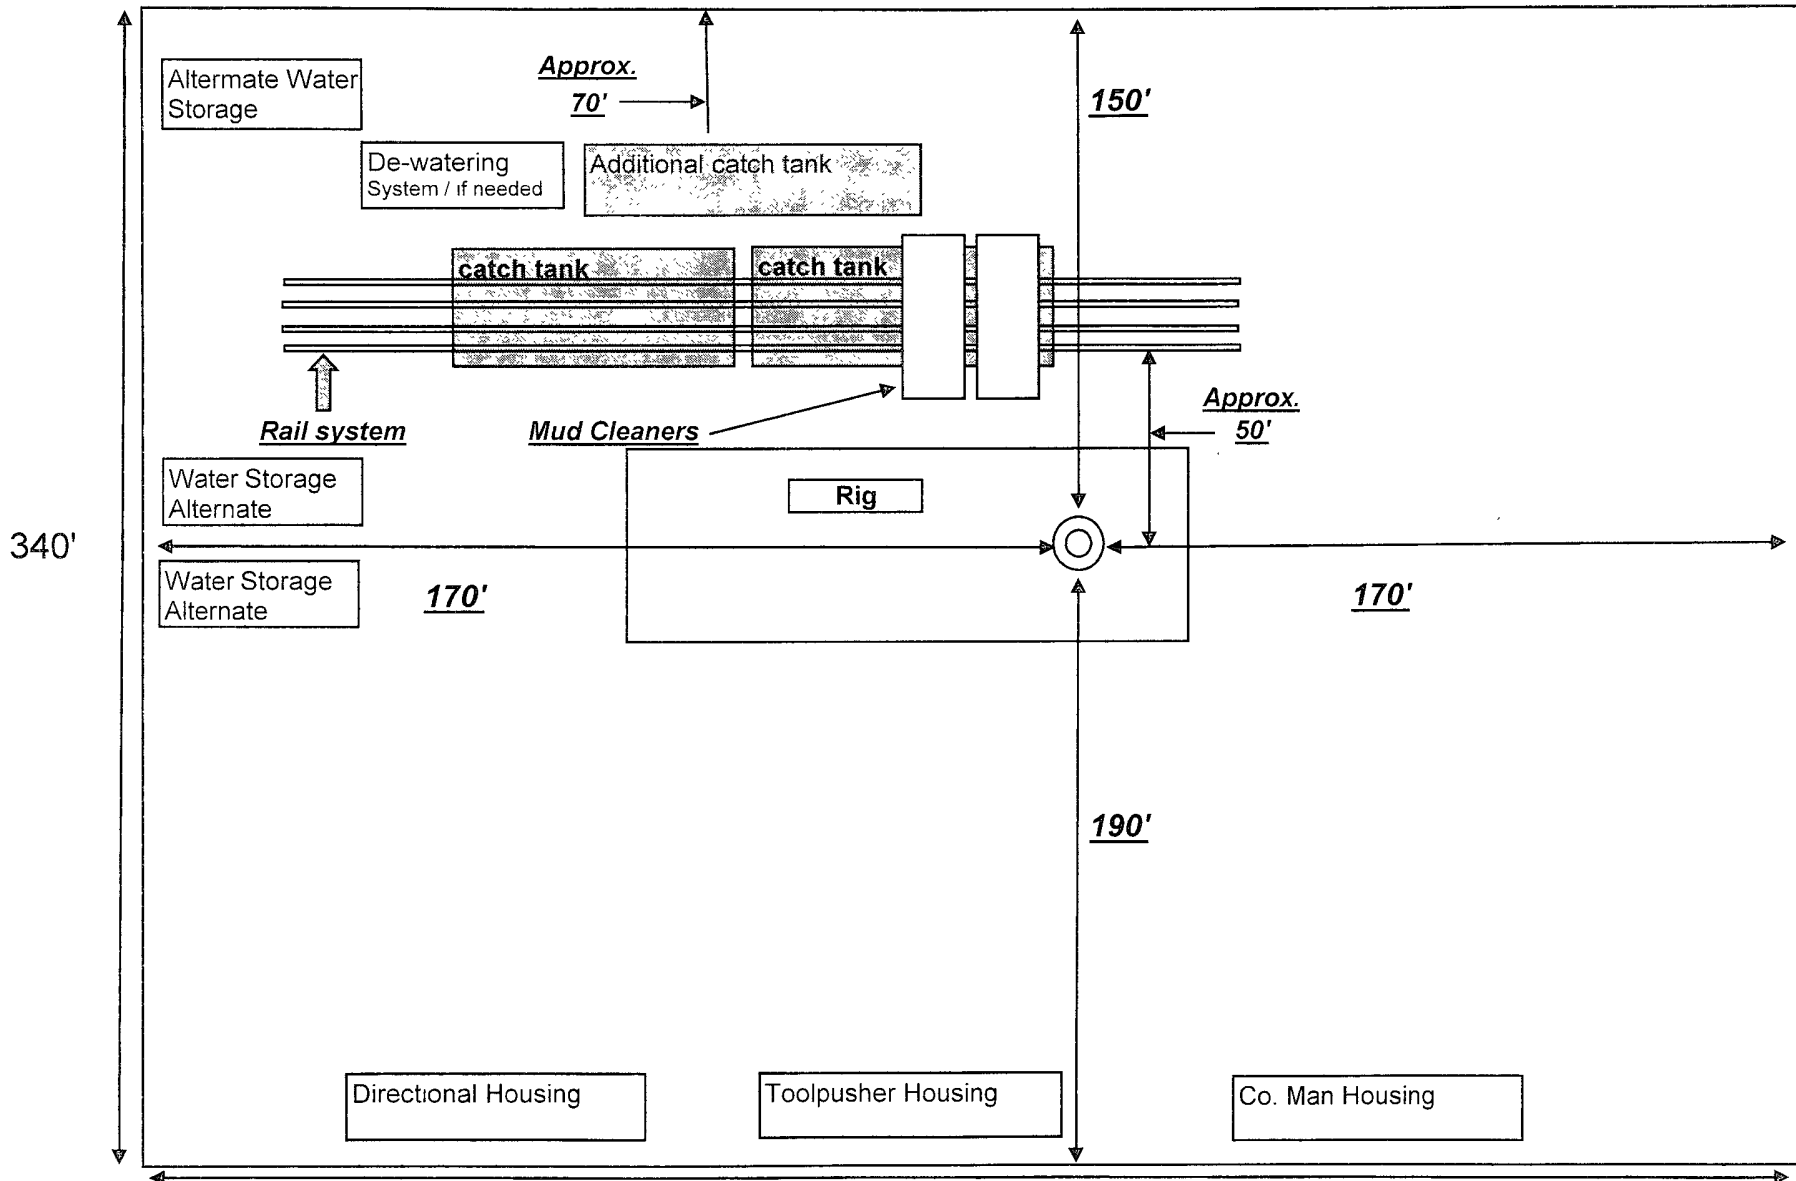 Altermate Water
Storage
Approx.
70'
150'
De-watering
System / if needed
Additional catch tank
catch tank
catch tank
Rail system
Mud Cleaners
Approx.
50'
Water Storage
Alternate
Rig
340'
Water Storage
Alternate
170'
170'
190'
Directional Housing
Toolpusher Housing
Co. Man Housing